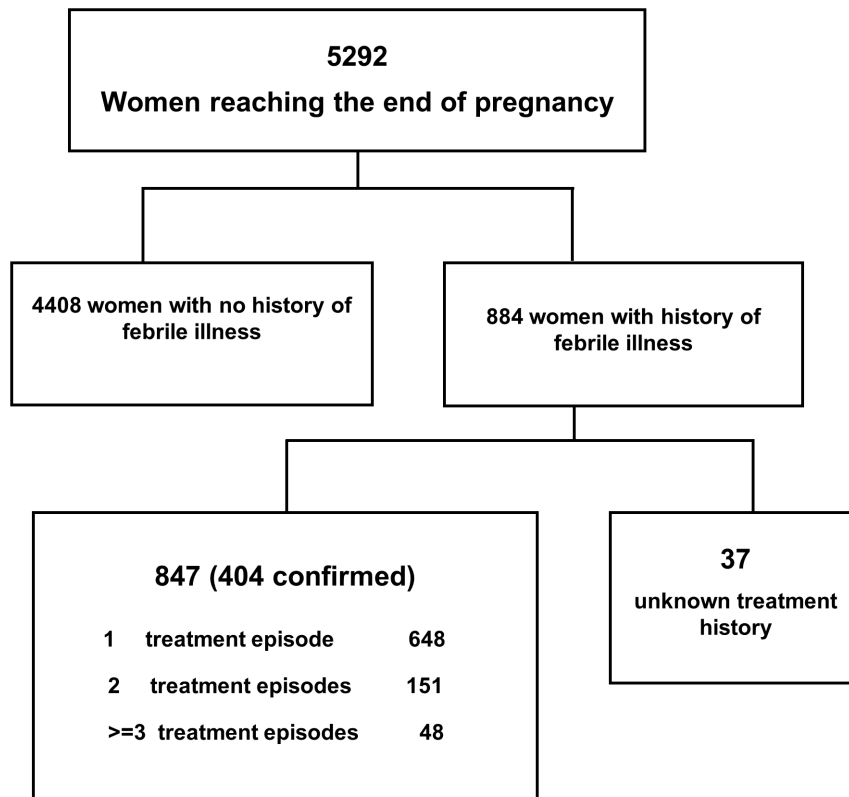 5292
Women reaching the end of pregnancy
4408 women with no history of
febrile illness
884 women with history of
febrile illness
847 (404 confirmed)
1 treatment episode 648
2 treatment episodes 151
>=3 treatment episodes 48
37
unknown treatment
history